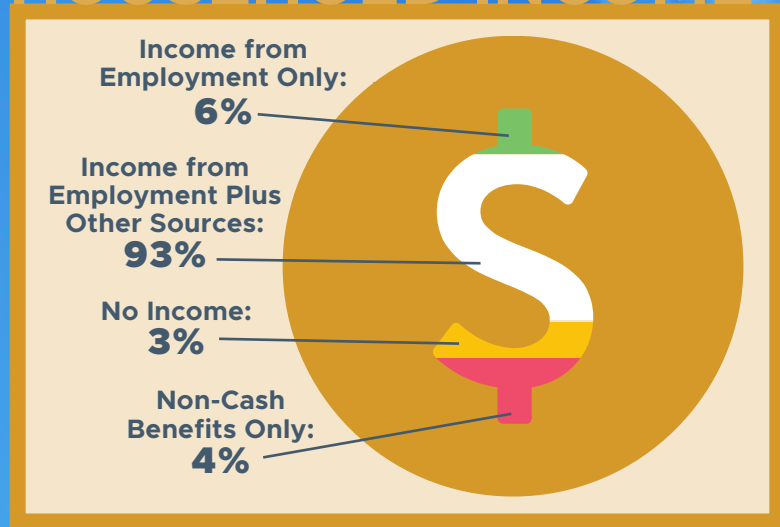 Income from
Employment Only:
6%
Income from
Employment Plus
Other Sources:
93%
No Income:
3%
Non-Cash
Benefits Only:
4%